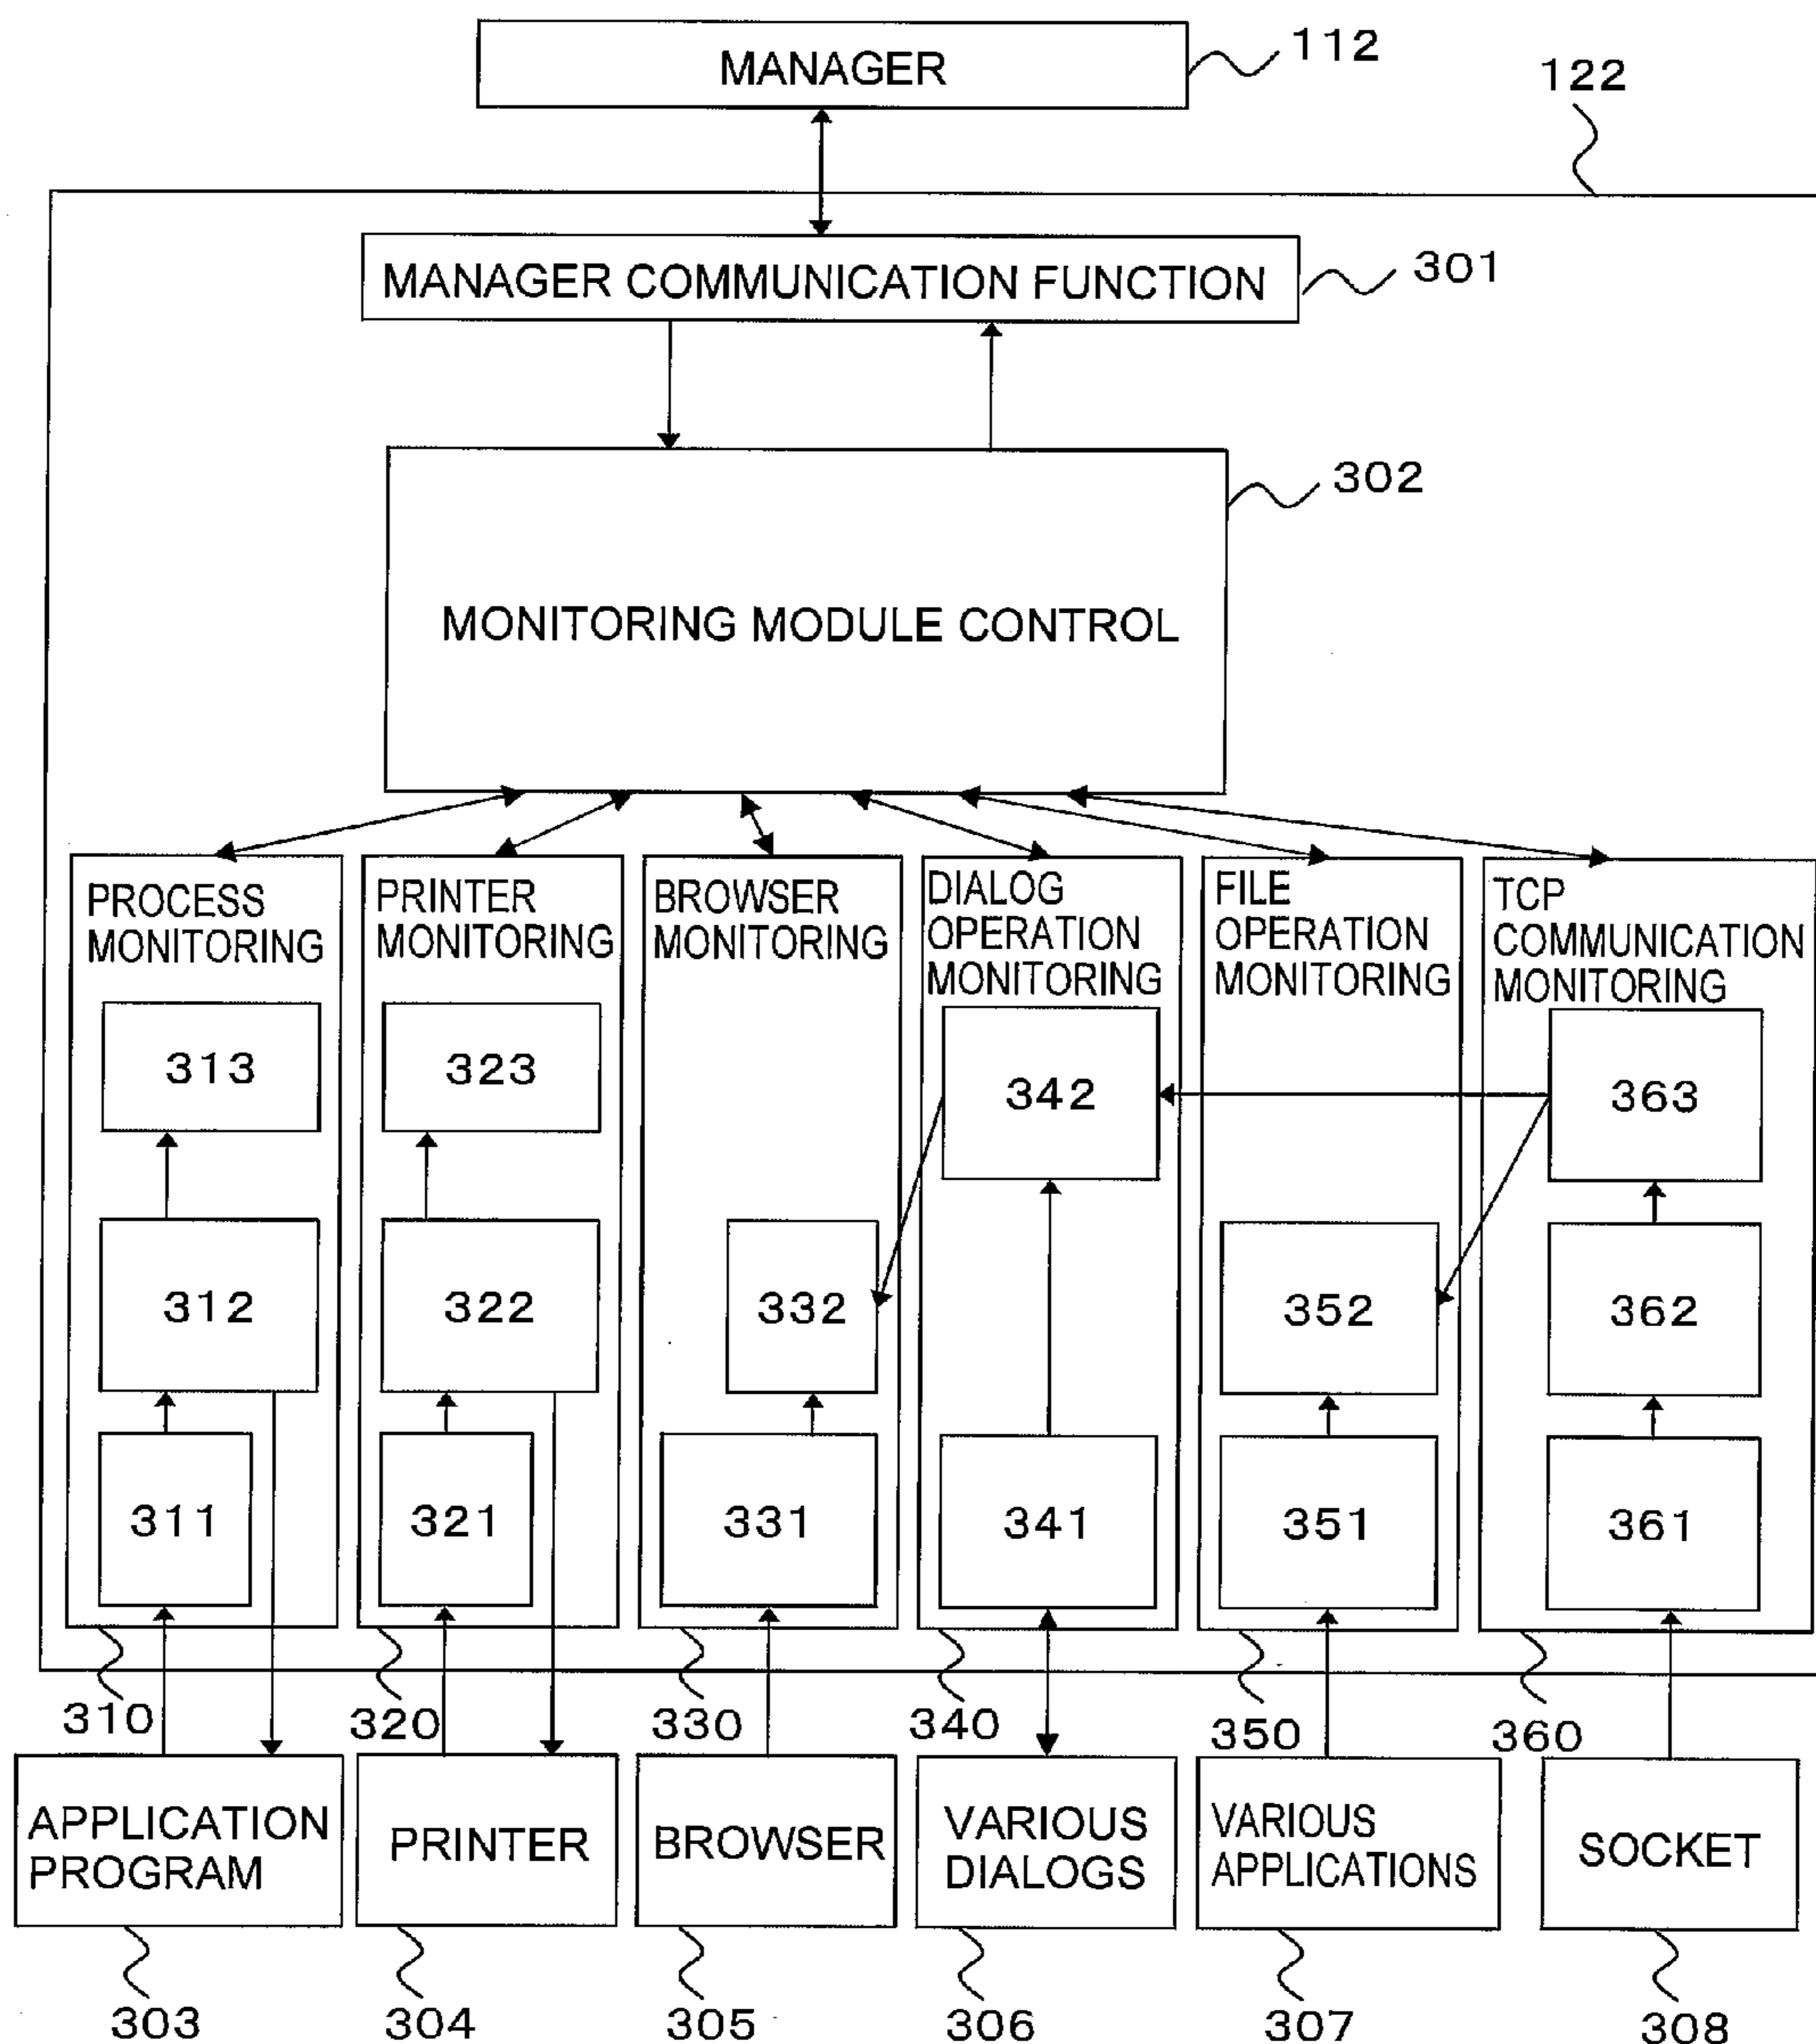 MANAGER
112
122
MANAGER COMMUNICATION FUNCTION
301
MONITORING MODULE CONTROL
302
PROCESS
MONITORING
PRINTER
MONITORING
BROWSER
MONITORING
DIALOG
OPERATION
MONITORING
FILE
OPERATION
MONITORING
TCP
COMMUNICATION
MONITORING
313
323
342
363
312
322
332
352
362
311
321
331
341
351
361
310
320
330
340
350
360
APPLICATION
PROGRAM
PRINTER
BROWSER
VARIOUS
DIALOGS
VARIOUS
APPLICATIONS
SOCKET
303
304
305
306
307
308